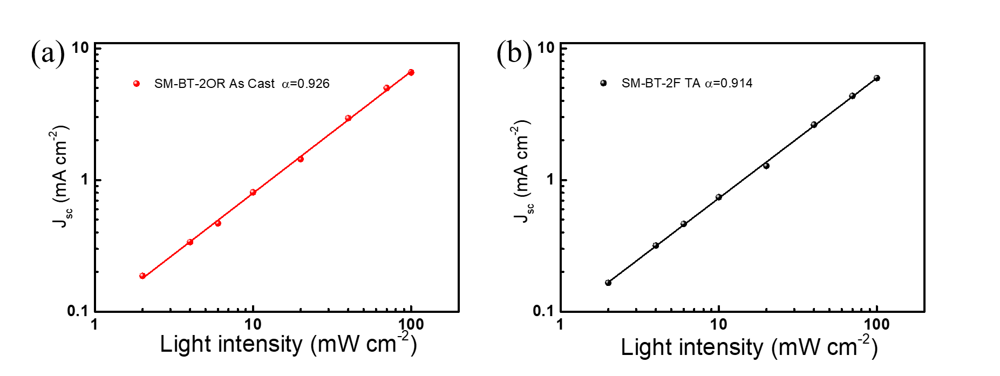 (a)
10
SM-BT-2OR As Cast α=0.926
1
0.1
Jsc (mA cm-2)
1 10 100
Light intensity (mW cm-2)
(b)
10
SM-BT-2F TA α=0.914
1
0.1
Jsc (mA cm-2)
1 10 100
Light intensity (mW cm-2)